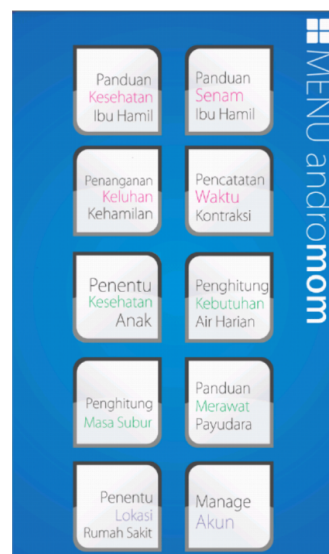 MENU andromom
Panduan
Kesehatan
Ibu Hamil
Panduan
Senam
Ibu Hamil
Penanganan
Keluhan
Kehamilan
Pencatatan
Waktu
Kontraksi
Penentu
Kesehatan
Anak
Penghitung
Kebutuhan
Air Harian
Penghitung
Masa Subur
Panduan
Merawat
Payudara
Penentu
Lokasi
Rumah Sakit
Manage
Akun